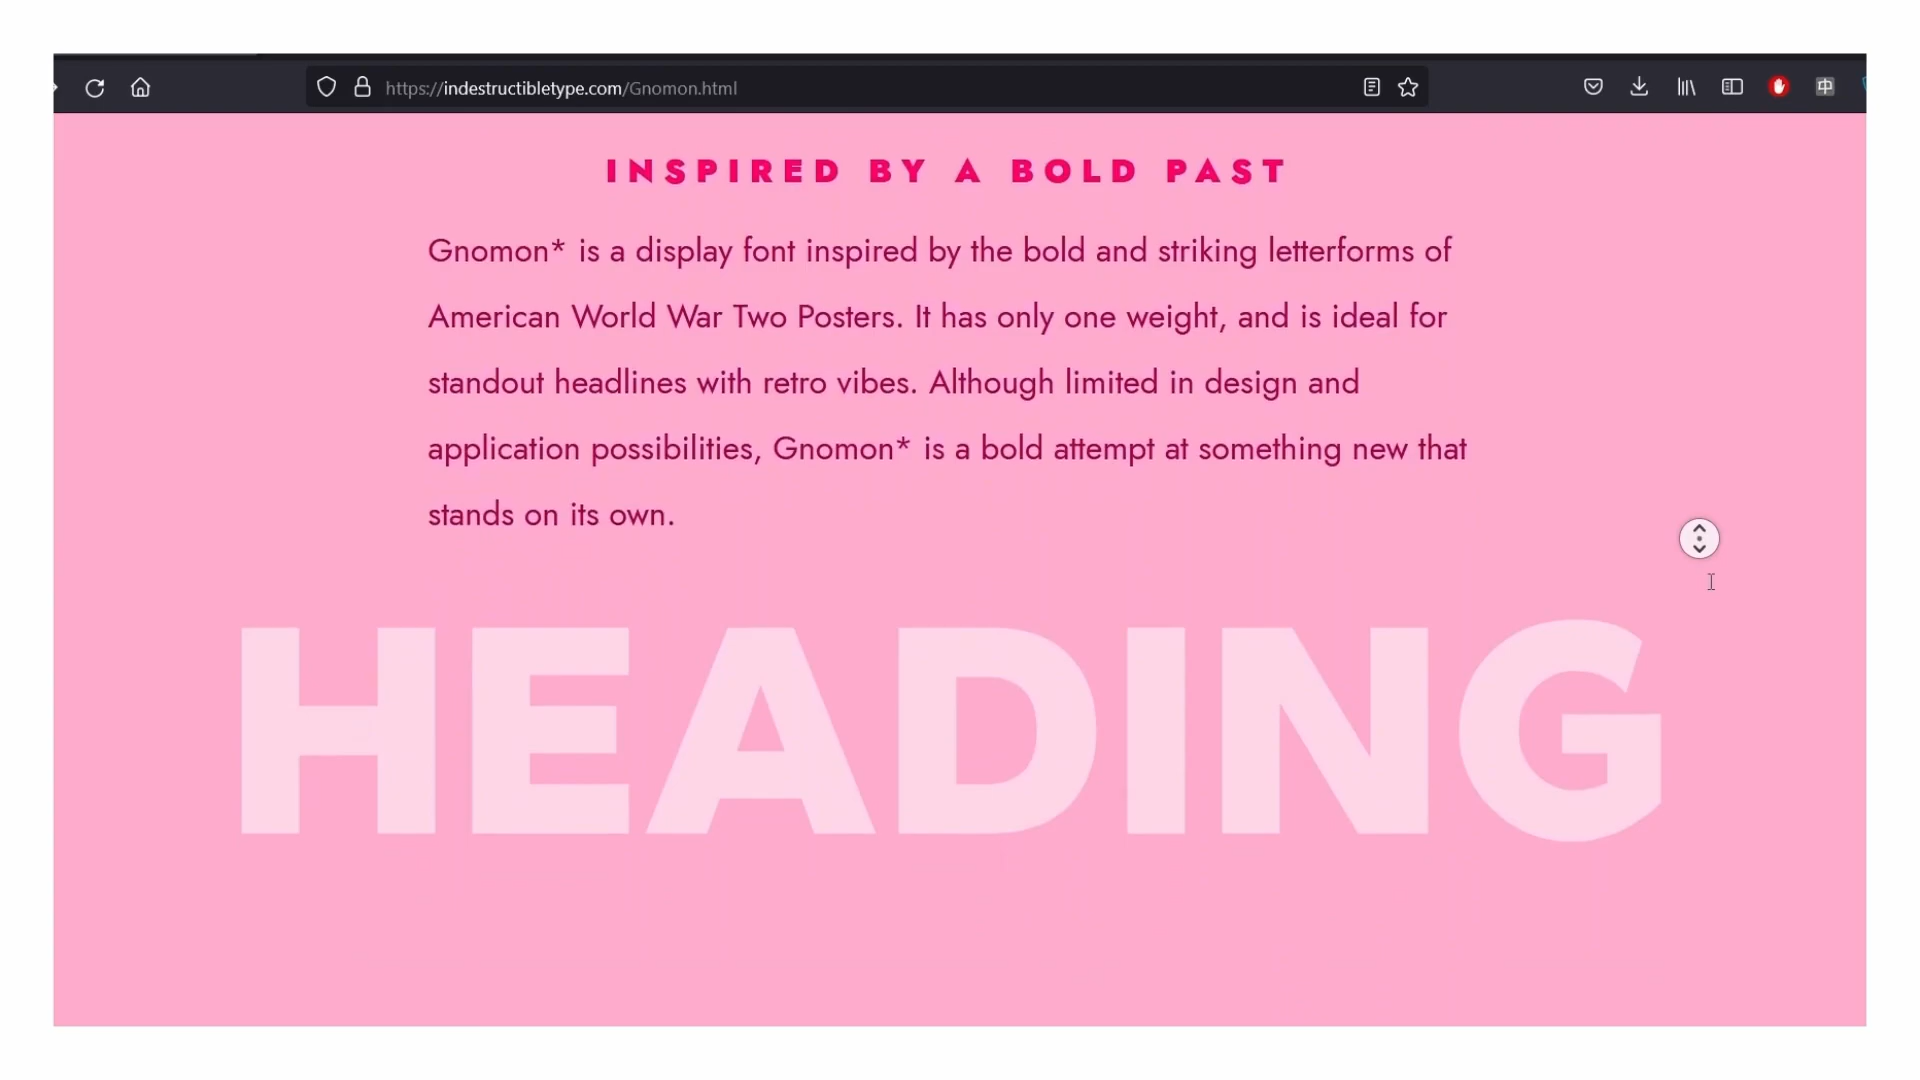 https://indestructibletype.com/Gnomon.html
INSPIRED BY A BOLD PAST
Gnomon* is a display font inspired by the bold and striking letterforms of
American World War Two Posters. It has only one weight, and is ideal for
standout headlines with retro vibes. Although limited in design and
application possibilities, Gnomon* is a bold attempt at something new that
stands on its own.
HEADING